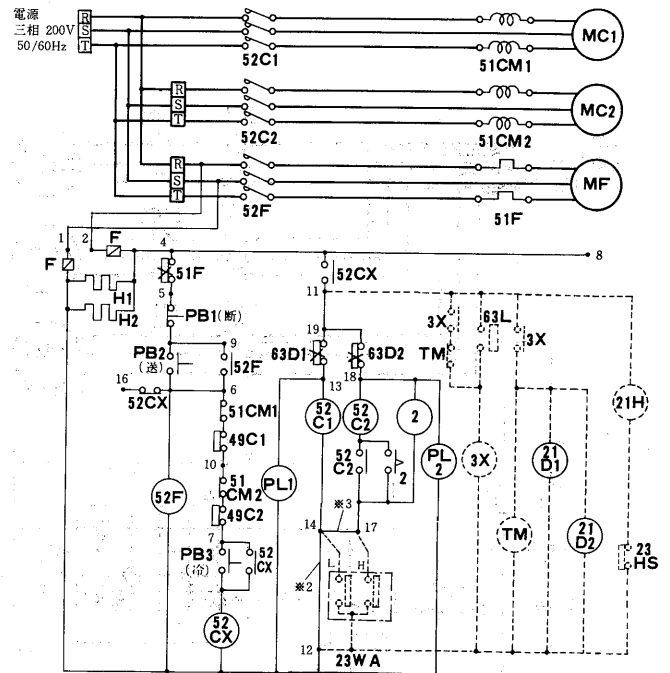 電源
三相 200V
50/60Hz
R
S
T
52C1
51CM1
MC1
R
S
T
52C2
51CM2
MC2
R
S
T
52F
51F
MF
1
2
F
F
4
8
H1
H2
51F
5
PB1(断)
9
PB2
(送)
52F
16
52CX
6
51CM1
49C1
10
51
CM2
49C2
7
PB3
(冷)
52
CX
52F
52
CX
PL1
52CX
11
19
63D1
63D2
13
18
52
C1
52
C2
2
PL
2
52
C2
2
※3
14
17
※2
L
H
12
23WA
3X
TM
63L
3X
3X
TM
21
D1
21
D2
21H
23
HS